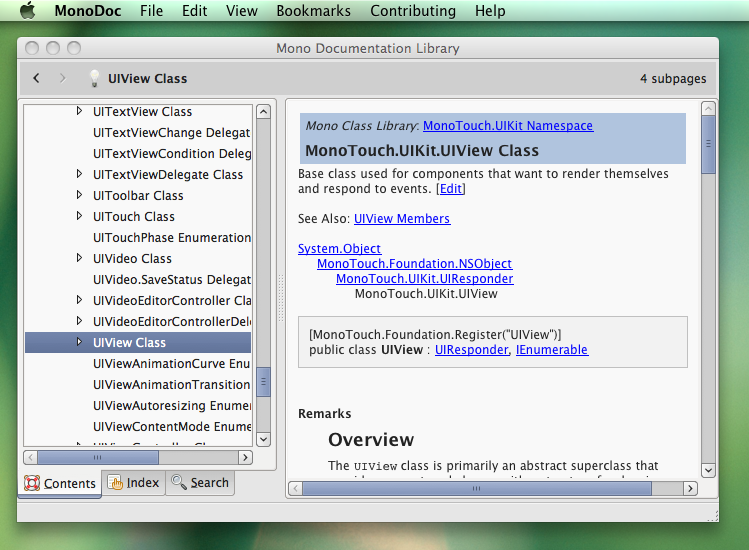 MonoDoc File Edit View Bookmarks Contributing Help
Mono Documentation Library
UIView Class
4 subpages
UITextView Class
UITextViewChange Delegat
UITextViewCondition Deleg
UITextViewDelegate Class
UIToolbar Class
UITouch Class
UITouchPhase Enumeration
UIVideo Class
UIVideo.SaveStatus Delegat
UIVideoEditorController Cla
UIVideoEditorControllerDele
UIView Class
UIViewAnimationCurve Enu
UIViewAnimationTransition
UIViewAutoresizing Enumer
UIViewContentMode Enume
Contents
Index
Search
Mono Class Library: MonoTouch.UIKit Namespace
MonoTouch.UIKit.UIView Class
Base class used for components that want to render themselves
and respond to events. [Edit]
See Also: UIView Members
System.Object
MonoTouch.Foundation.NSObject
MonoTouch.UIKit.UIResponder
MonoTouch.UIKit.UIView
[MonoTouch.Foundation.Register("UIView")]
public class UIView : UIResponder, IEnumerable
Remarks
Overview
The UIView class is primarily an abstract superclass that